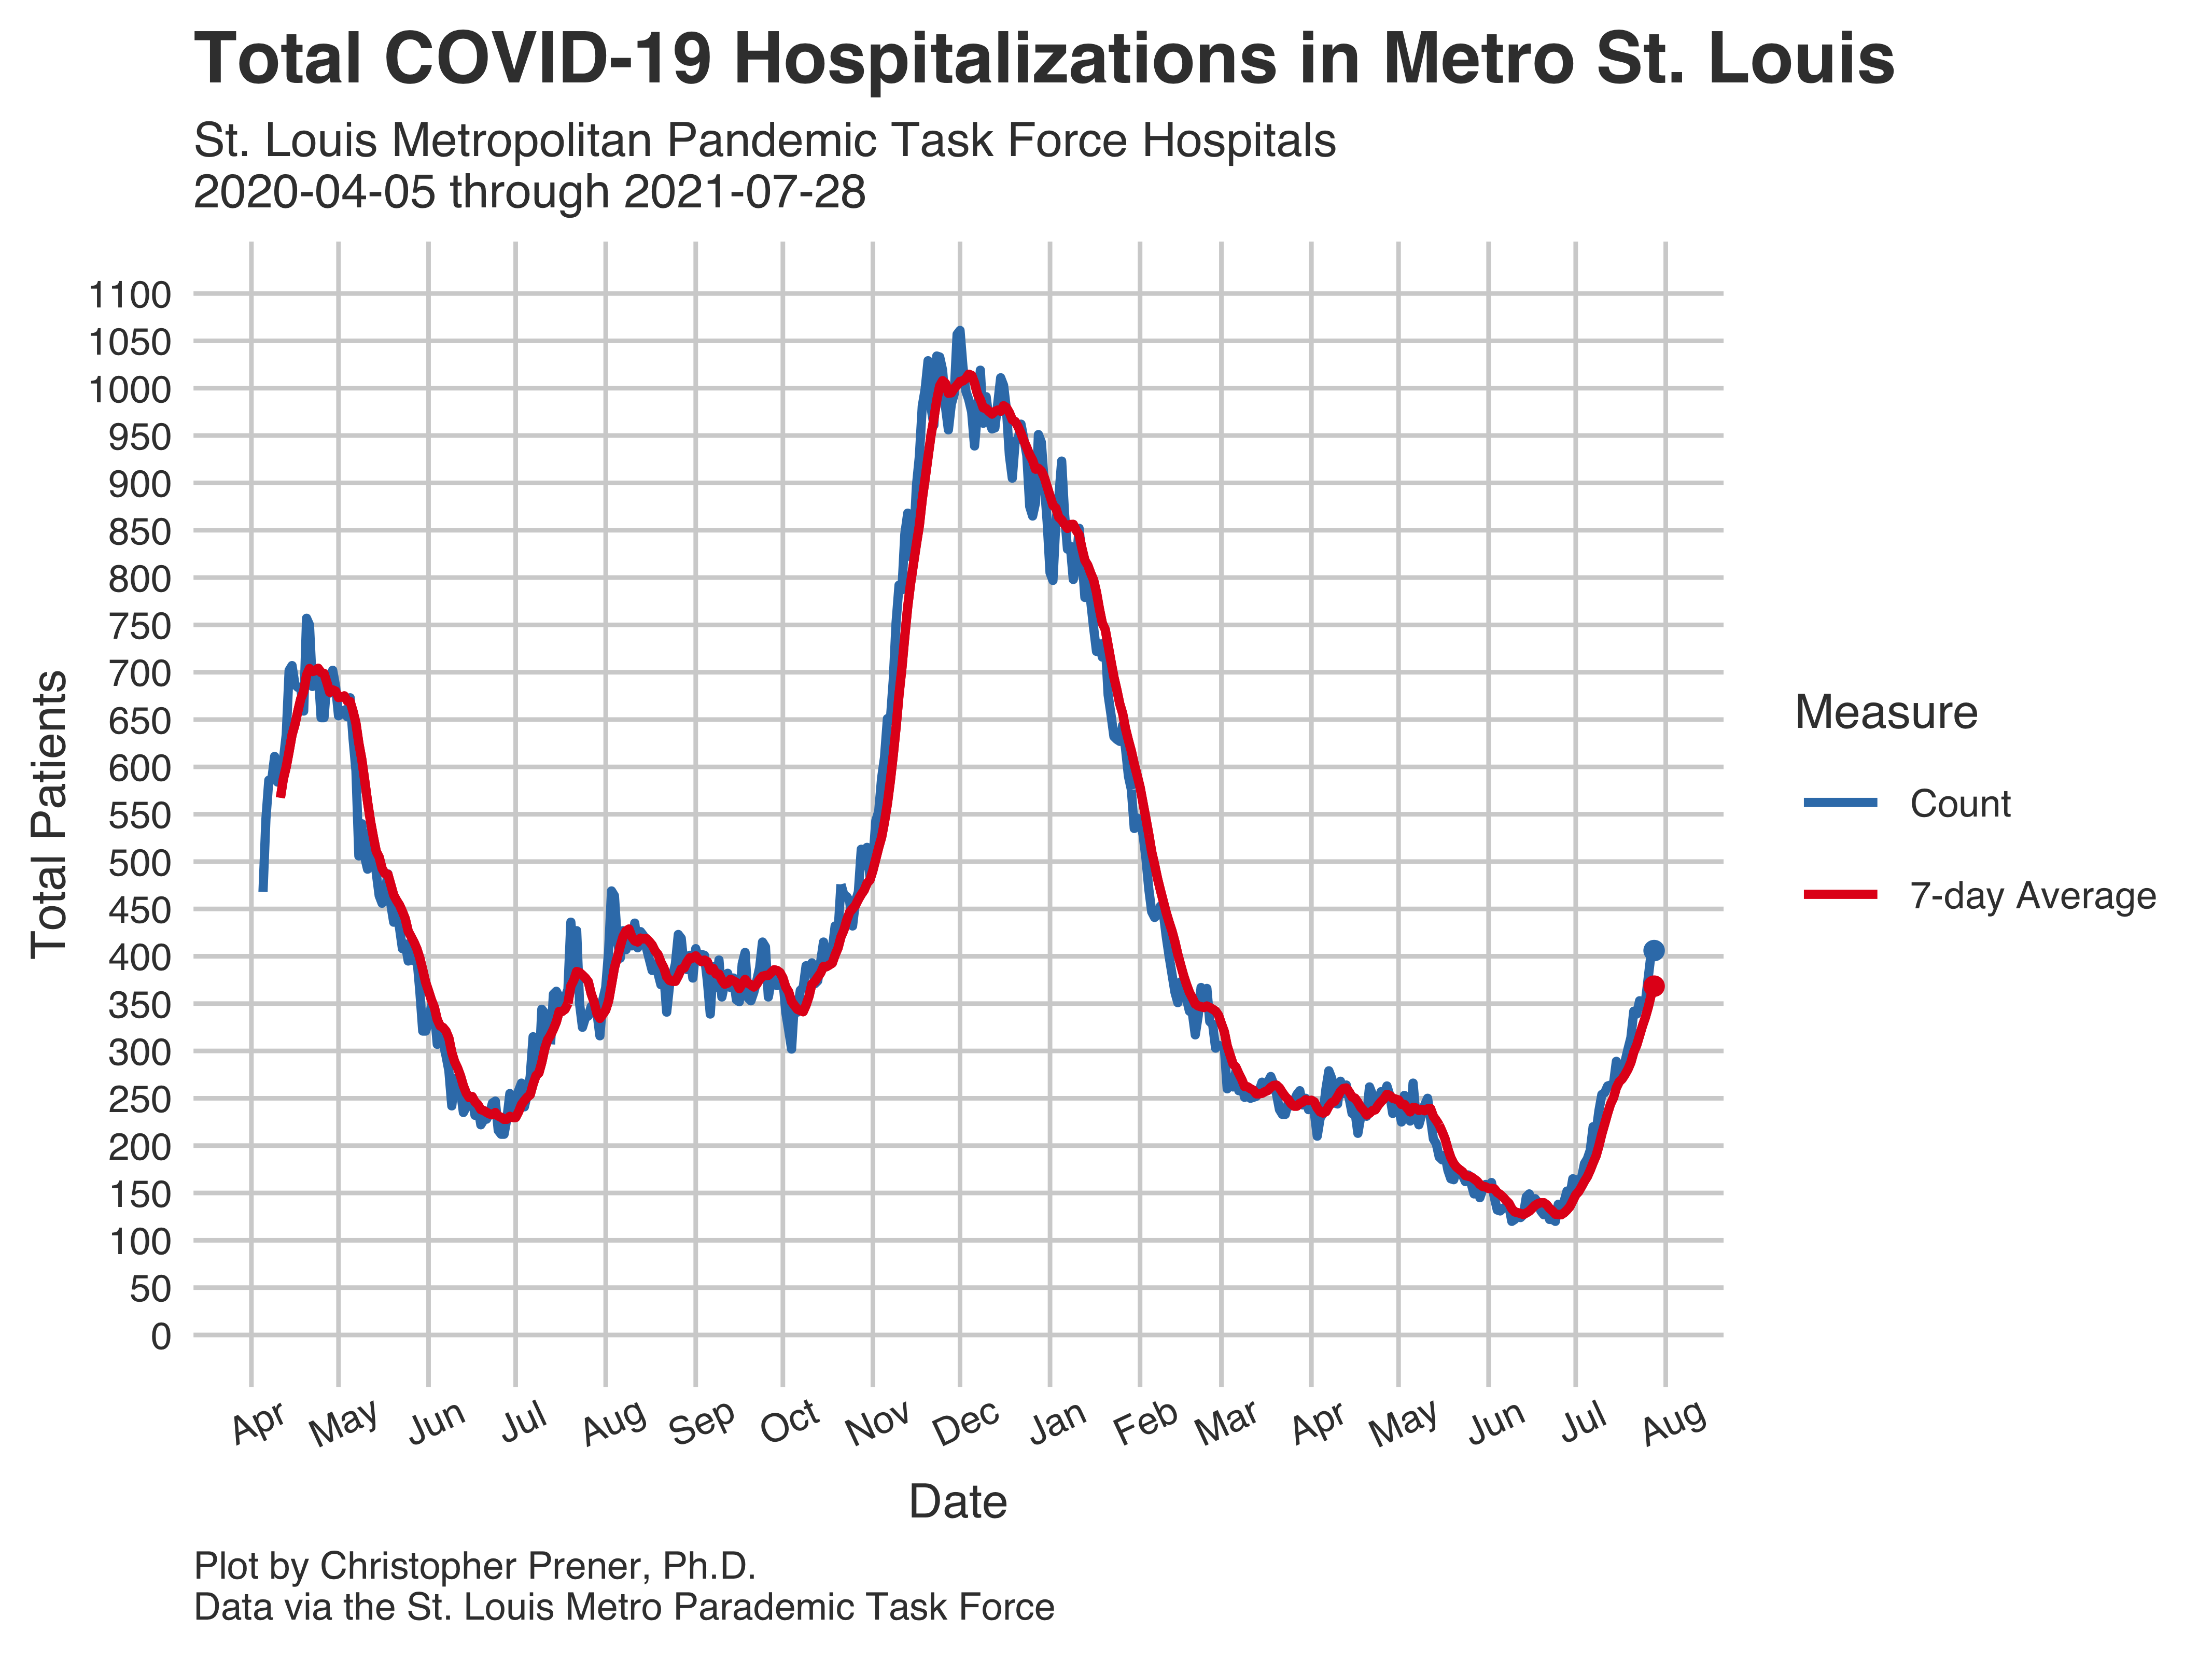 Total COVID-19 Hospitalizations in Metro St. Louis
St. Louis Metropolitan Pandemic Task Force Hospitals
2020-04-05 through 2021-07-28
1100
1050
1000
950
900
850
800
750
700
650
600
550
500
450
400
350
300
250
200
150
100
50
0
Total Patients
Apr May Jun Jul Aug Sep Oct Nov Dec Jan Feb Mar Apr May Jun Jul Aug
Date
Measure
Count
7-day Average
Plot by Christopher Prener, Ph.D.
Data via the St. Louis Metro Parademic Task Force